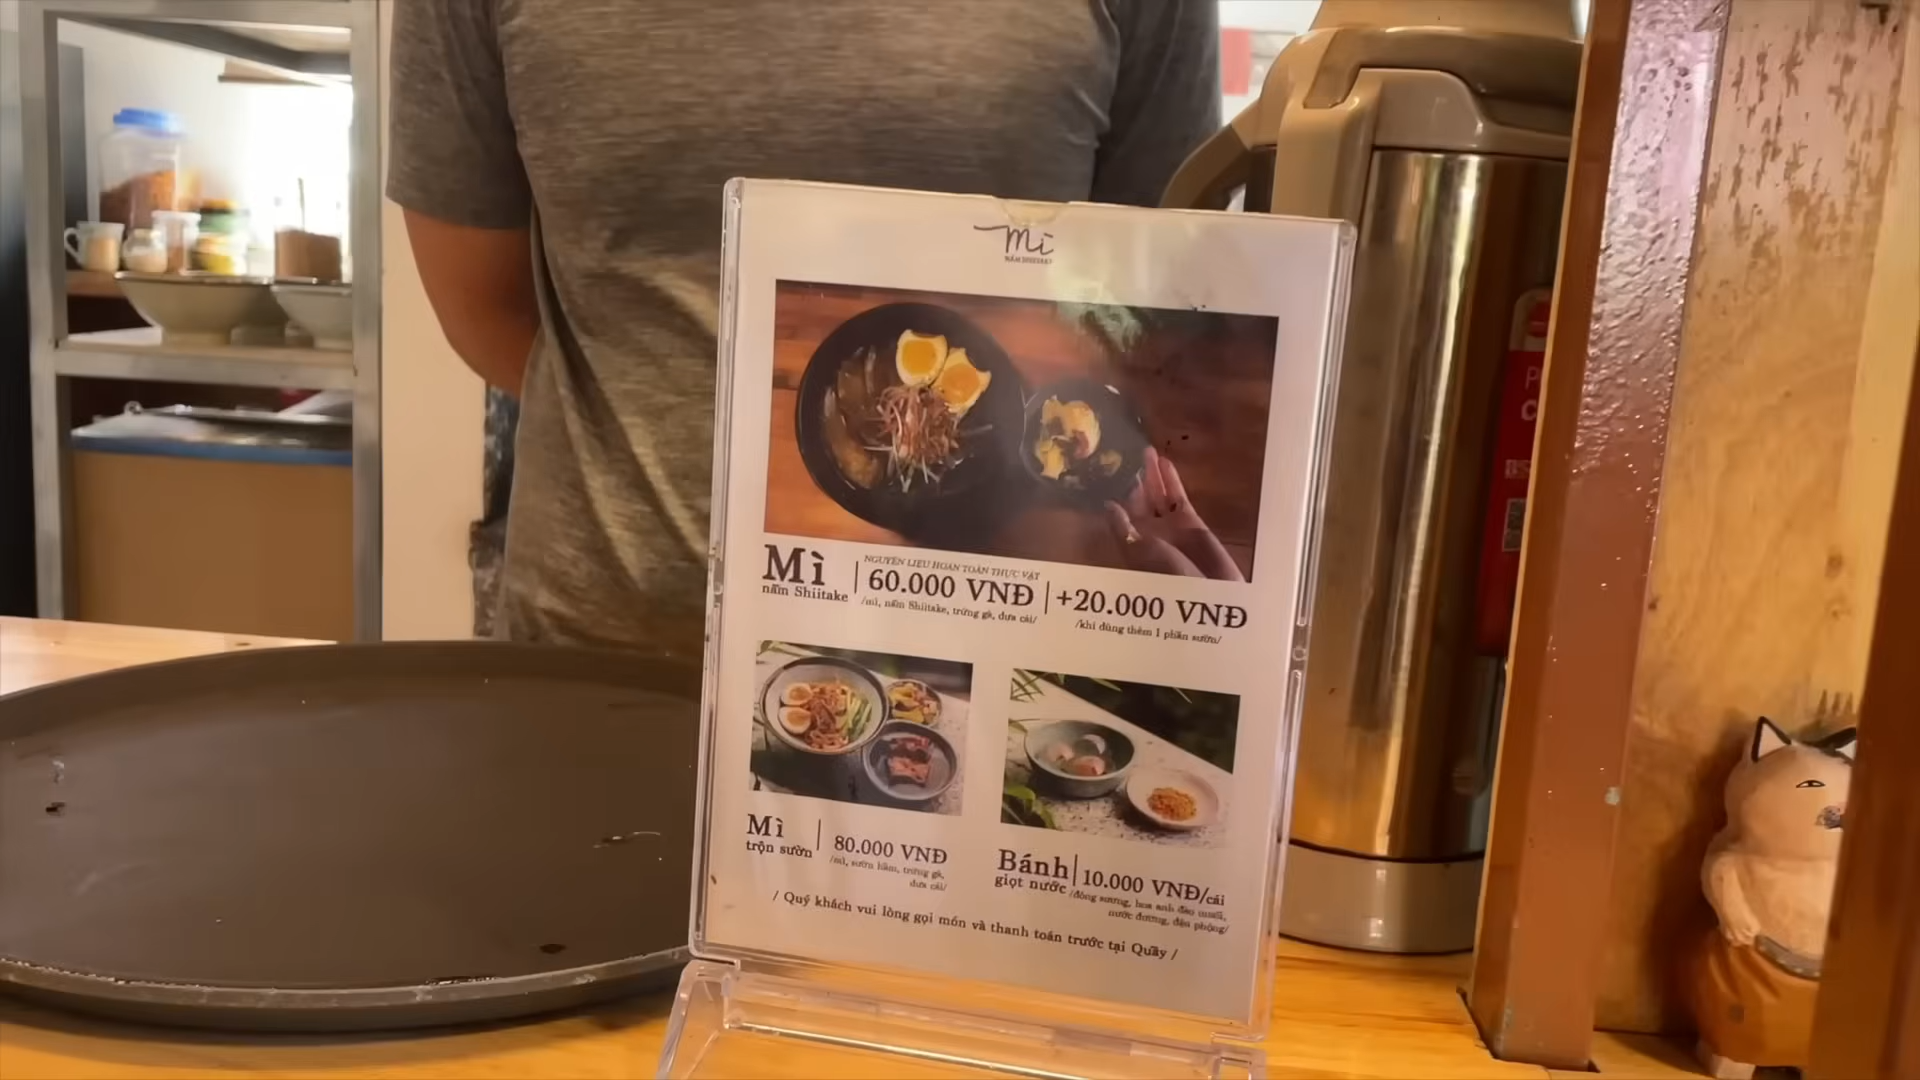 Mì
NẤM SHIITAKE
NGUYÊN LIỆU HOÀN TOÀN THỰC VẬT
Mì
nấm Shiitake
60.000 VNĐ
/mì, nấm Shiitake, trứng gà, dưa cải/
+20.000 VNĐ
/khi dùng thêm 1 phần sườn/
Mì
trộn sườn
80.000 VNĐ
/mì, sườn hầm, trứng gà,
dưa cải/
Bánh
giọt nước
10.000 VNĐ/cái
/đông sương, hoa anh đào muối,
nước đường, đậu phộng/
/ Quý khách vui lòng gọi món và thanh toán trước tại Quầy /